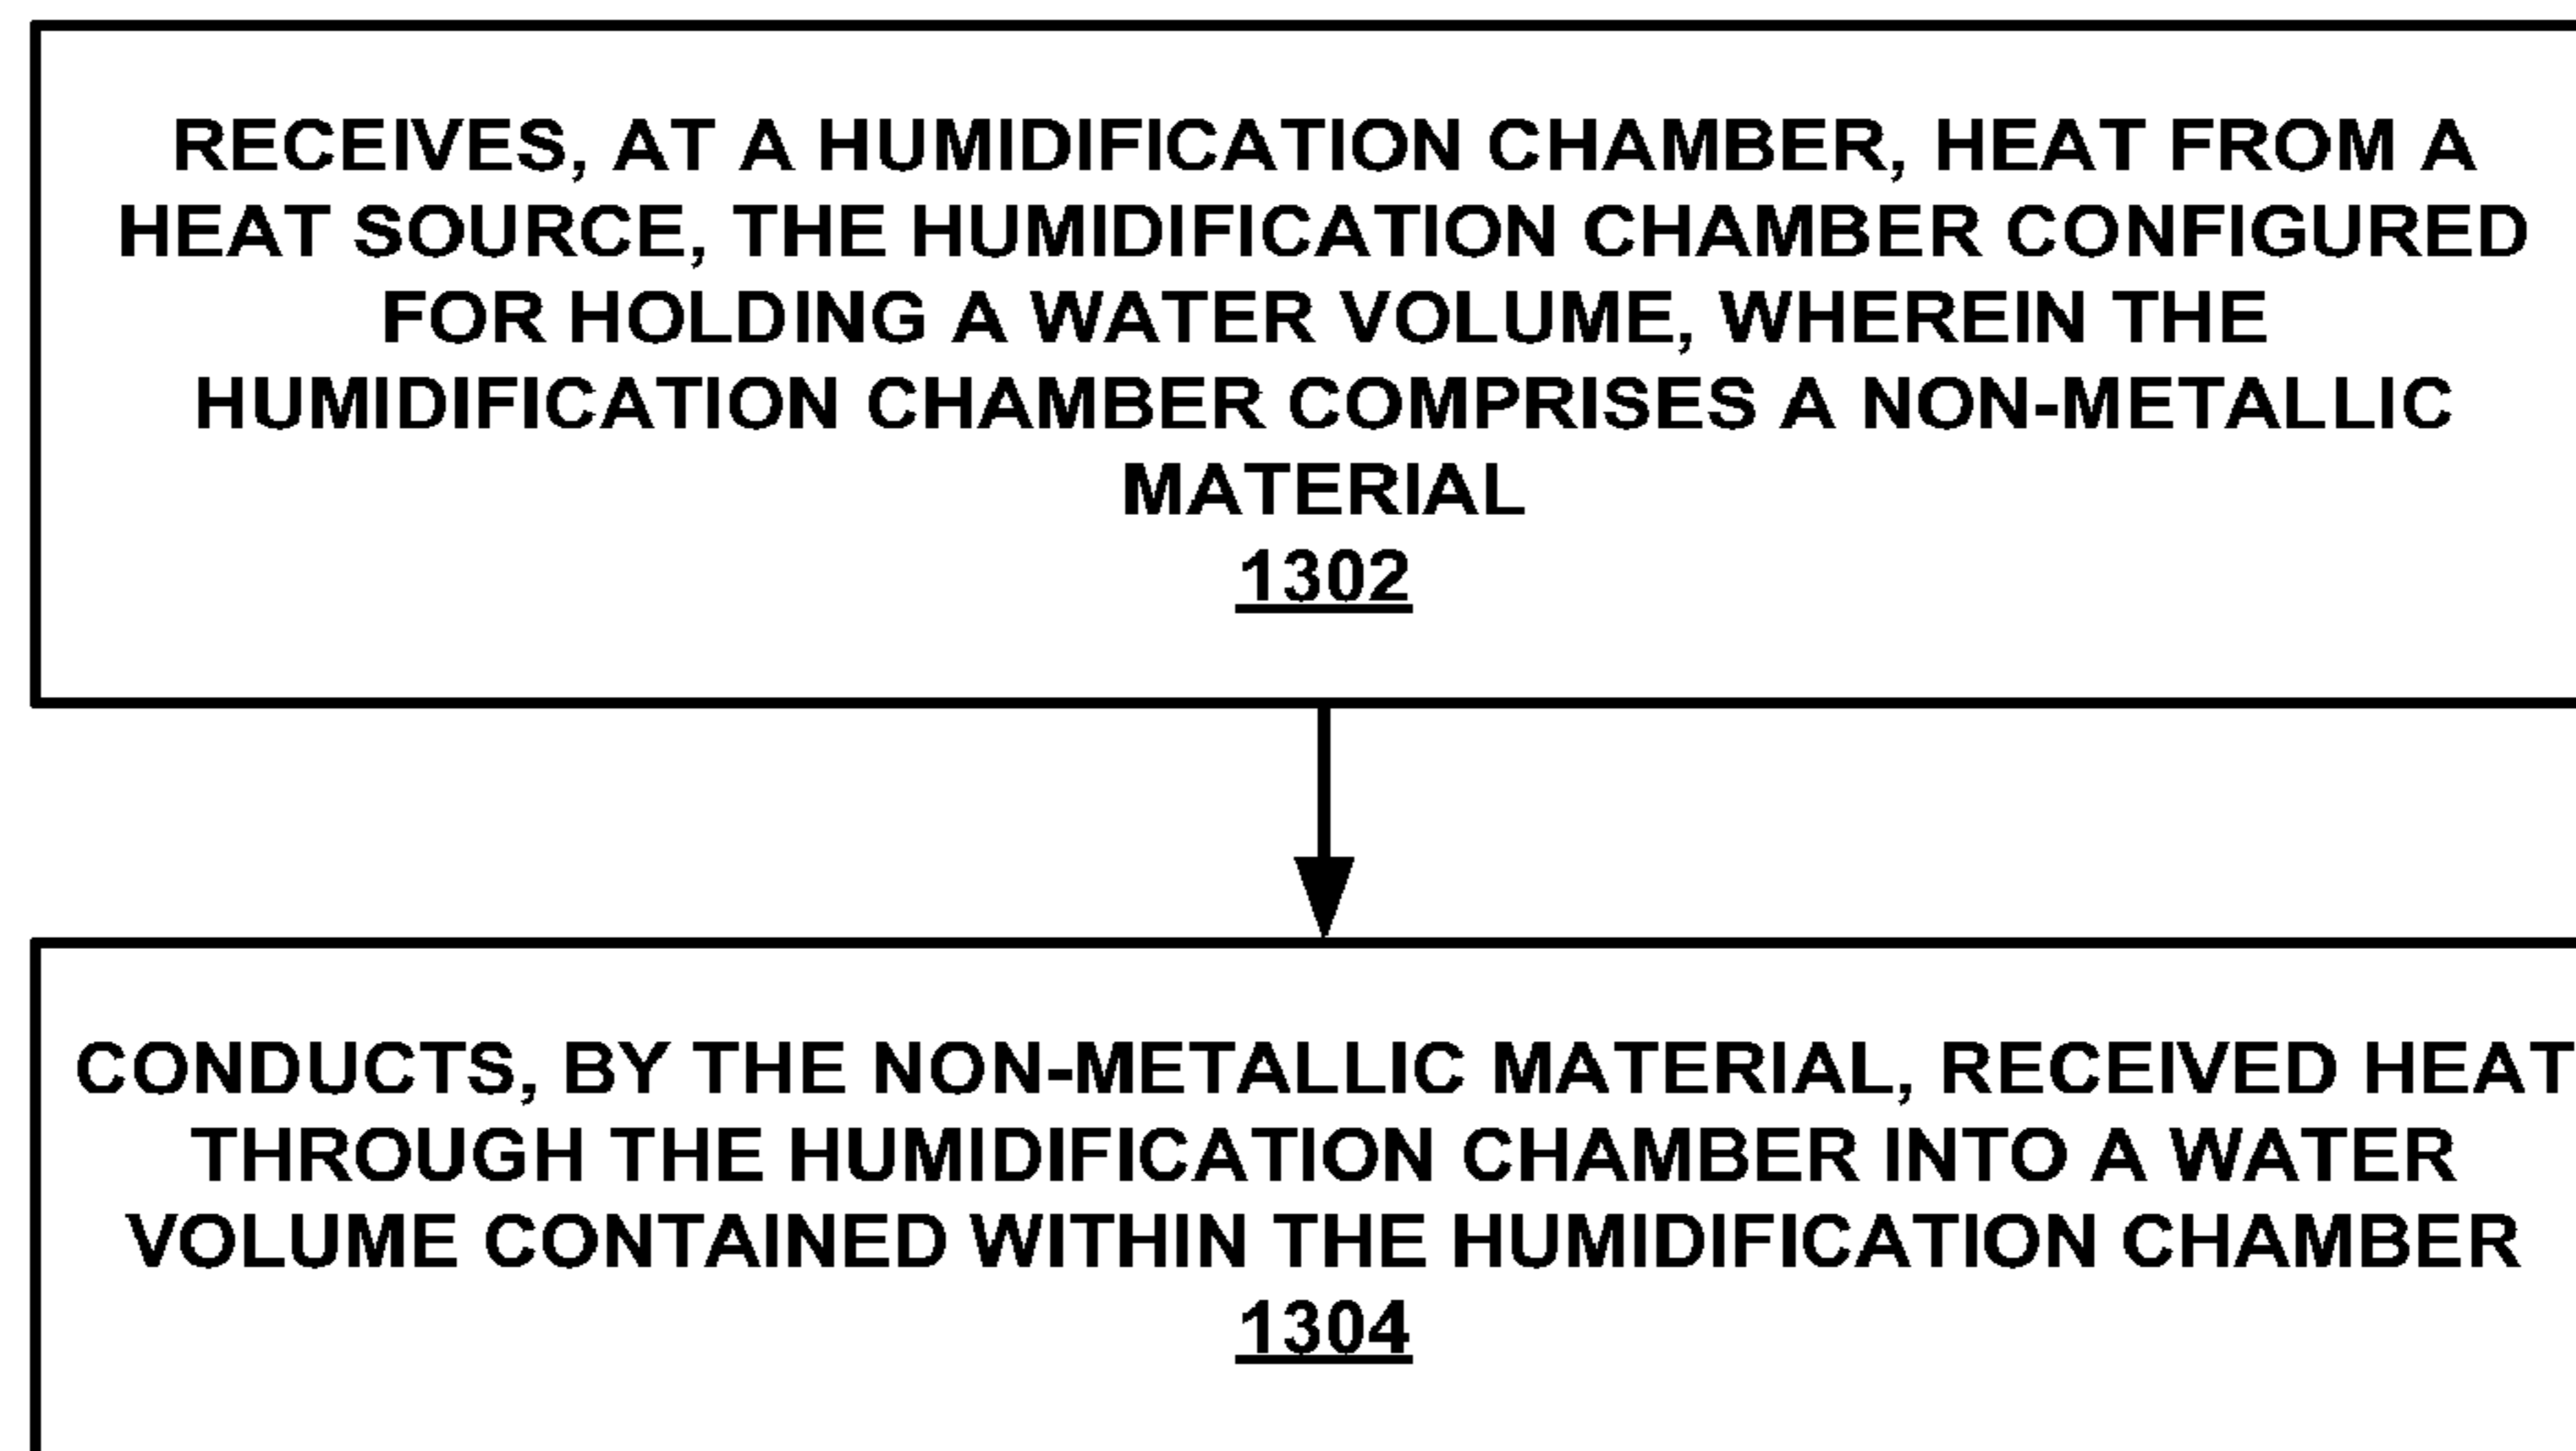 RECEIVES, AT A HUMIDIFICATION CHAMBER, HEAT FROM A
HEAT SOURCE, THE HUMIDIFICATION CHAMBER CONFIGURED
FOR HOLDING A WATER VOLUME, WHEREIN THE
HUMIDIFICATION CHAMBER COMPRISES A NON-METALLIC
MATERIAL
1302
CONDUCTS, BY THE NON-METALLIC MATERIAL, RECEIVED HEAT
THROUGH THE HUMIDIFICATION CHAMBER INTO A WATER
VOLUME CONTAINED WITHIN THE HUMIDIFICATION CHAMBER
1304